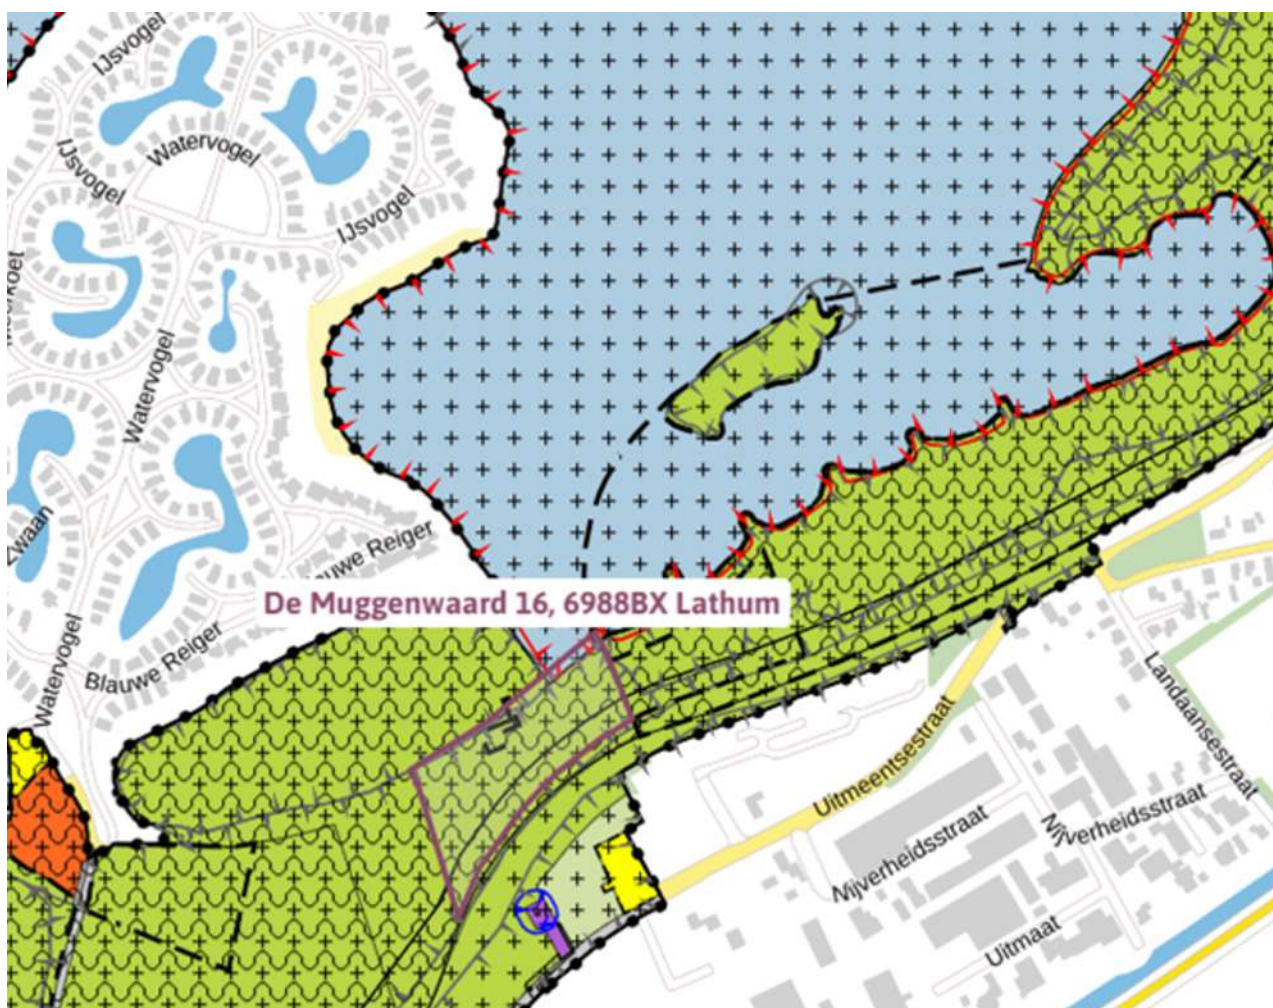 IJsvogel
Watervogel
IJsvogel
IJsvogel
Watervogel
Zwaan
Blauwe Reiger
De Muggenwaard 16, 6988BX Lathum
Watervogel
Blauwe Reiger
Landaansestraat
Uitmeentsestraat
Nijverheidsstraat
Nijverheidsstraat
Uitmaat